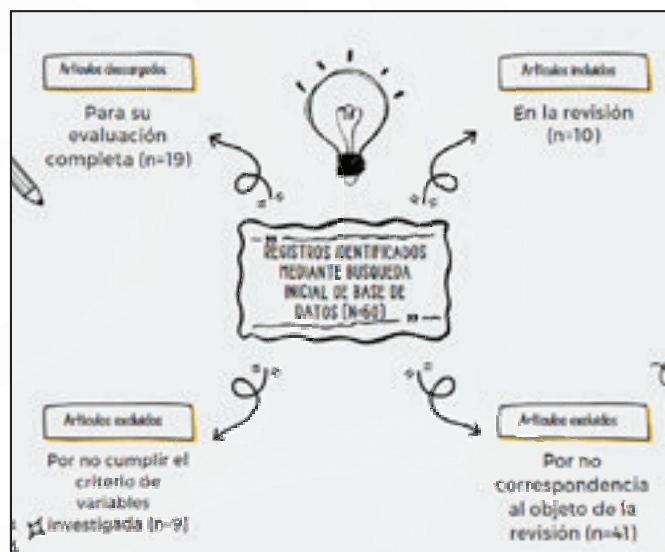 Artículos descargados
Para su
evaluación
completa (n=19)
Artículos incluidos
En la revisión
(n=10)
REGISTROS IDENTIFICADOS
MEDIANTE BUSQUEDA
INICIAL DE BASE DE
DATOS (N=60)
Artículos excluidos
Por no cumplir el
criterio de
variables
investigada (n=9)
Artículos excluidos
Por no
correspondencia
al objeto de la
revisión (n=41)